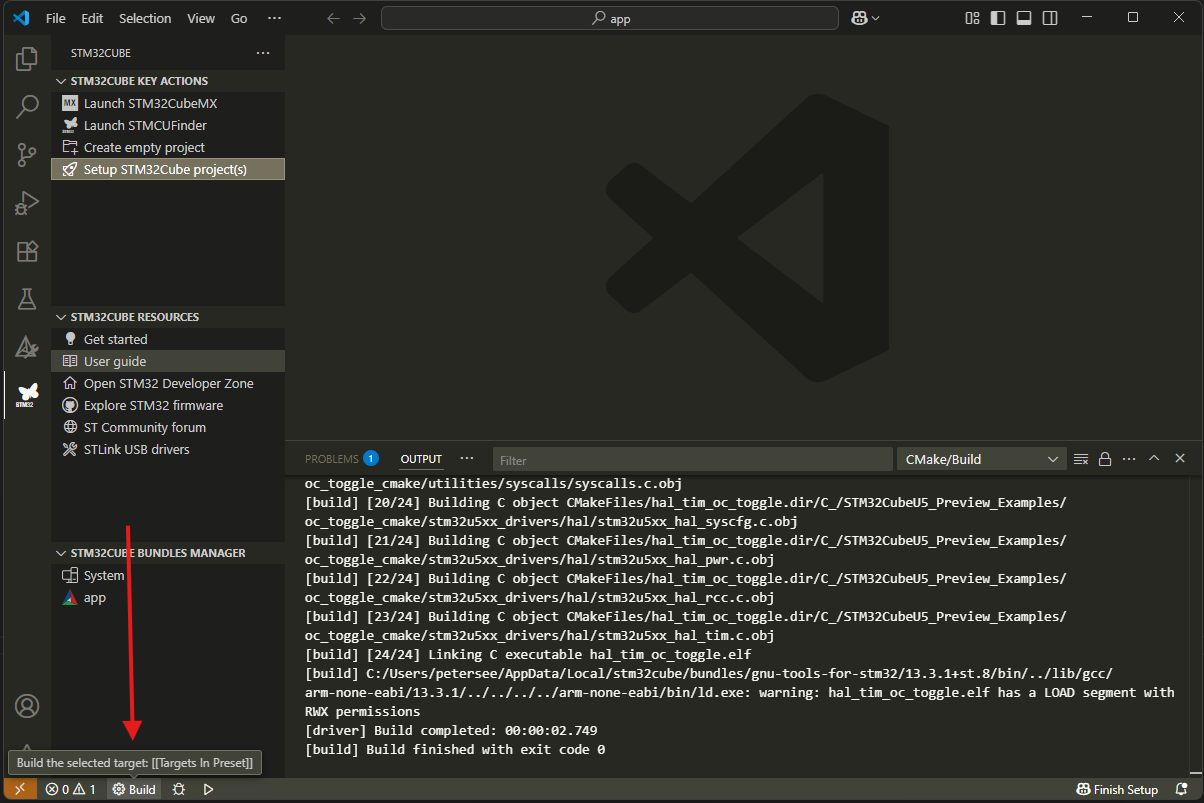 File Edit Selection View Go ···
app
STM32CUBE ···
STM32CUBE KEY ACTIONS
MX Launch STM32CubeMX
STM32 Launch STMCUFinder
Create empty project
Setup STM32Cube project(s)
STM32CUBE RESOURCES
Get started
User guide
Open STM32 Developer Zone
STM32
Explore STM32 firmware
ST Community forum
STLink USB drivers
STM32CUBE BUNDLES MANAGER
System
app
PROBLEMS 1 OUTPUT ··· Filter CMake/Build ···
oc_toggle_cmake/utilities/syscalls/syscalls.c.obj
[build] [20/24] Building C object CMakeFiles/hal_tim_oc_toggle.dir/C_/STM32CubeU5_Preview_Examples/
oc_toggle_cmake/stm32u5xx_drivers/hal/stm32u5xx_hal_syscfg.c.obj
[build] [21/24] Building C object CMakeFiles/hal_tim_oc_toggle.dir/C_/STM32CubeU5_Preview_Examples/
oc_toggle_cmake/stm32u5xx_drivers/hal/stm32u5xx_hal_pwr.c.obj
[build] [22/24] Building C object CMakeFiles/hal_tim_oc_toggle.dir/C_/STM32CubeU5_Preview_Examples/
oc_toggle_cmake/stm32u5xx_drivers/hal/stm32u5xx_hal_rcc.c.obj
[build] [23/24] Building C object CMakeFiles/hal_tim_oc_toggle.dir/C_/STM32CubeU5_Preview_Examples/
oc_toggle_cmake/stm32u5xx_drivers/hal/stm32u5xx_hal_tim.c.obj
[build] [24/24] Linking C executable hal_tim_oc_toggle.elf
[build] C:/Users/petersee/AppData/Local/stm32cube/bundles/gnu-tools-for-stm32/13.3.1+st.8/bin/../lib/gcc/
arm-none-eabi/13.3.1/../../../../arm-none-eabi/bin/ld.exe: warning: hal_tim_oc_toggle.elf has a LOAD segment with
RWX permissions
[driver] Build completed: 00:00:02.749
[build] Build finished with exit code 0
Build the selected target: [[Targets In Preset]]
0 1 Build Finish Setup